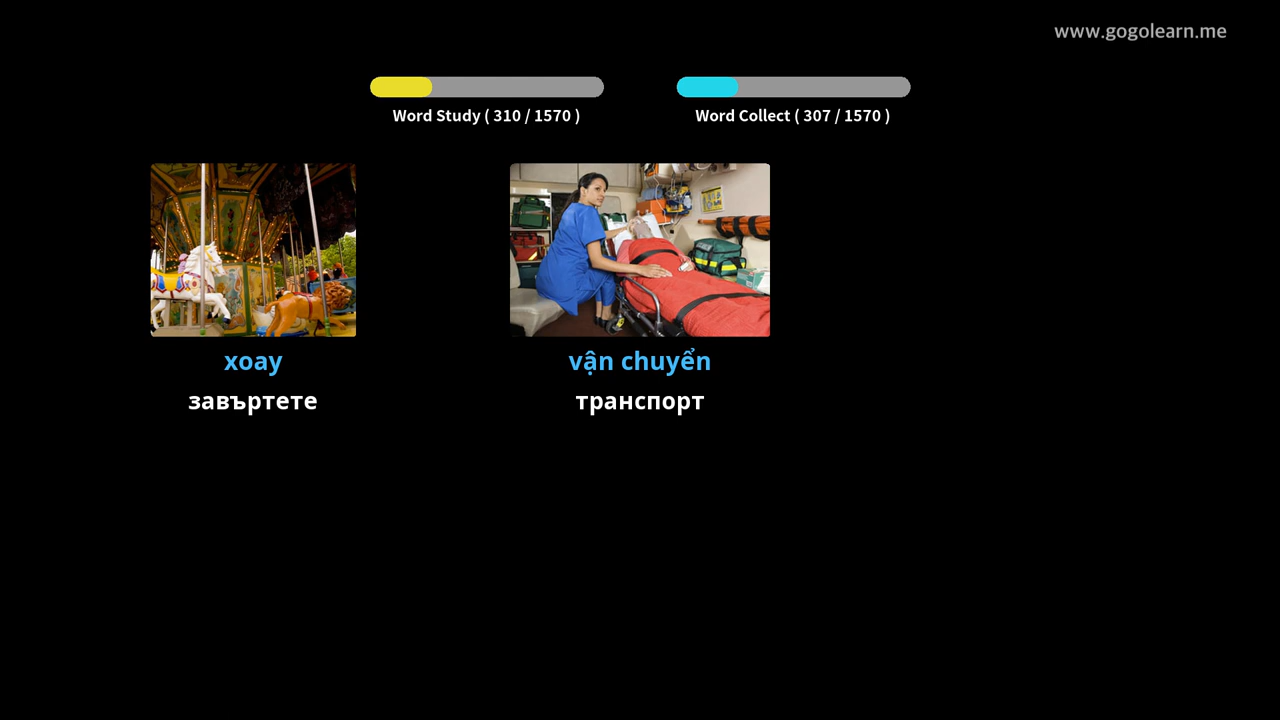 www.gogolearn.me
Word Study ( 310 / 1570 )
Word Collect ( 307 / 1570 )
xoay
завъртете
vận chuyển
транспорт